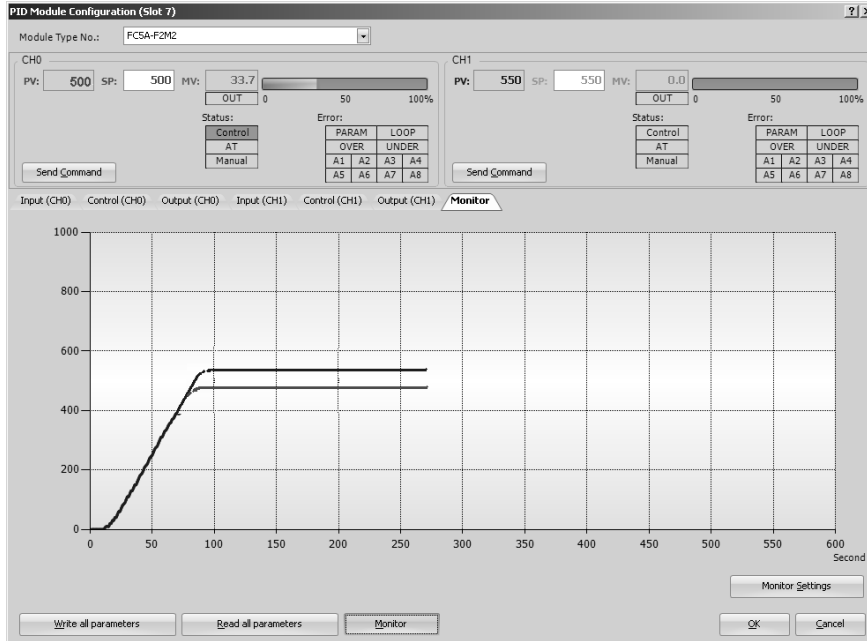 PID Module Configuration (Slot 7)
Module Type No.: FC5A-F2M2
CH0
PV: 500 SP: 500 MV: 33.7
OUT 0 50 100%
Status: Error:
Control PARAM LOOP
AT OVER UNDER
Manual A1 A2 A3 A4
A5 A6 A7 A8
Send Command
CH1
PV: 550 SP: 550 MV: 0.0
OUT 0 50 100%
Status: Error:
Control PARAM LOOP
AT OVER UNDER
Manual A1 A2 A3 A4
A5 A6 A7 A8
Send Command
Input (CH0) Control (CH0) Output (CH0) Input (CH1) Control (CH1) Output (CH1) Monitor
1000
800
600
400
200
0
0 50 100 150 200 250 300 350 400 450 500 550 600
Second
Monitor Settings
Write all parameters Read all parameters Monitor OK Cancel